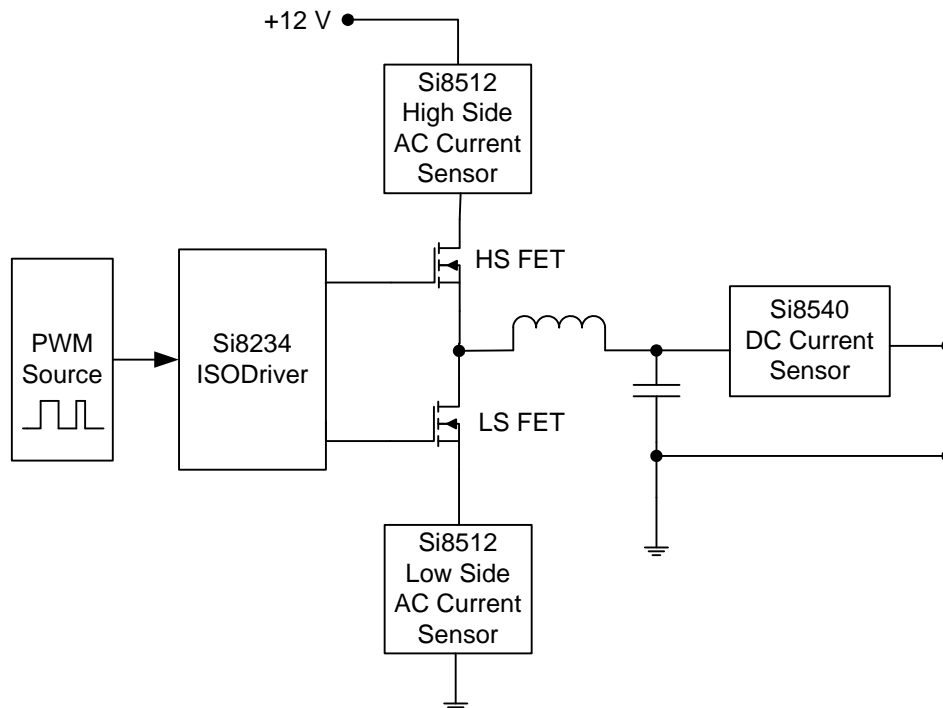 +12 V
Si8512
High Side
AC Current
Sensor
HS FET
PWM
Source
Si8234
ISODriver
Si8540
DC Current
Sensor
LS FET
Si8512
Low Side
AC Current
Sensor